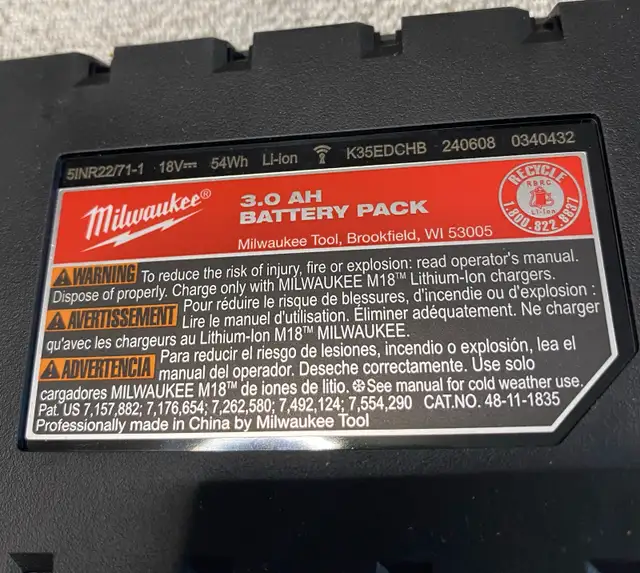 5INR22/71-1 18V⎓ 54Wh Li-Ion K35EDCHB 240608 0340432
Milwaukee®
3.0 AH
BATTERY PACK
Milwaukee Tool, Brookfield, WI 53005
RECYCLE
RBRC
Li-Ion
1.800.822.8837
WARNING To reduce the risk of injury, fire or explosion: read operator's manual.
Dispose of properly. Charge only with MILWAUKEE M18™ Lithium-Ion chargers.
AVERTISSEMENT Pour réduire le risque de blessures, d'incendie ou d'explosion :
Lire le manuel d'utilisation. Éliminer adéquatement. Ne charger
qu'avec les chargeurs au Lithium-Ion M18™ MILWAUKEE.
ADVERTENCIA Para reducir el riesgo de lesiones, incendio o explosión, lea el
manual del operador. Deseche correctamente. Use solo
cargadores MILWAUKEE M18™ de iones de litio. ❄See manual for cold weather use.
Pat. US 7,157,882; 7,176,654; 7,262,580; 7,492,124; 7,554,290 CAT.NO. 48-11-1835
Professionally made in China by Milwaukee Tool